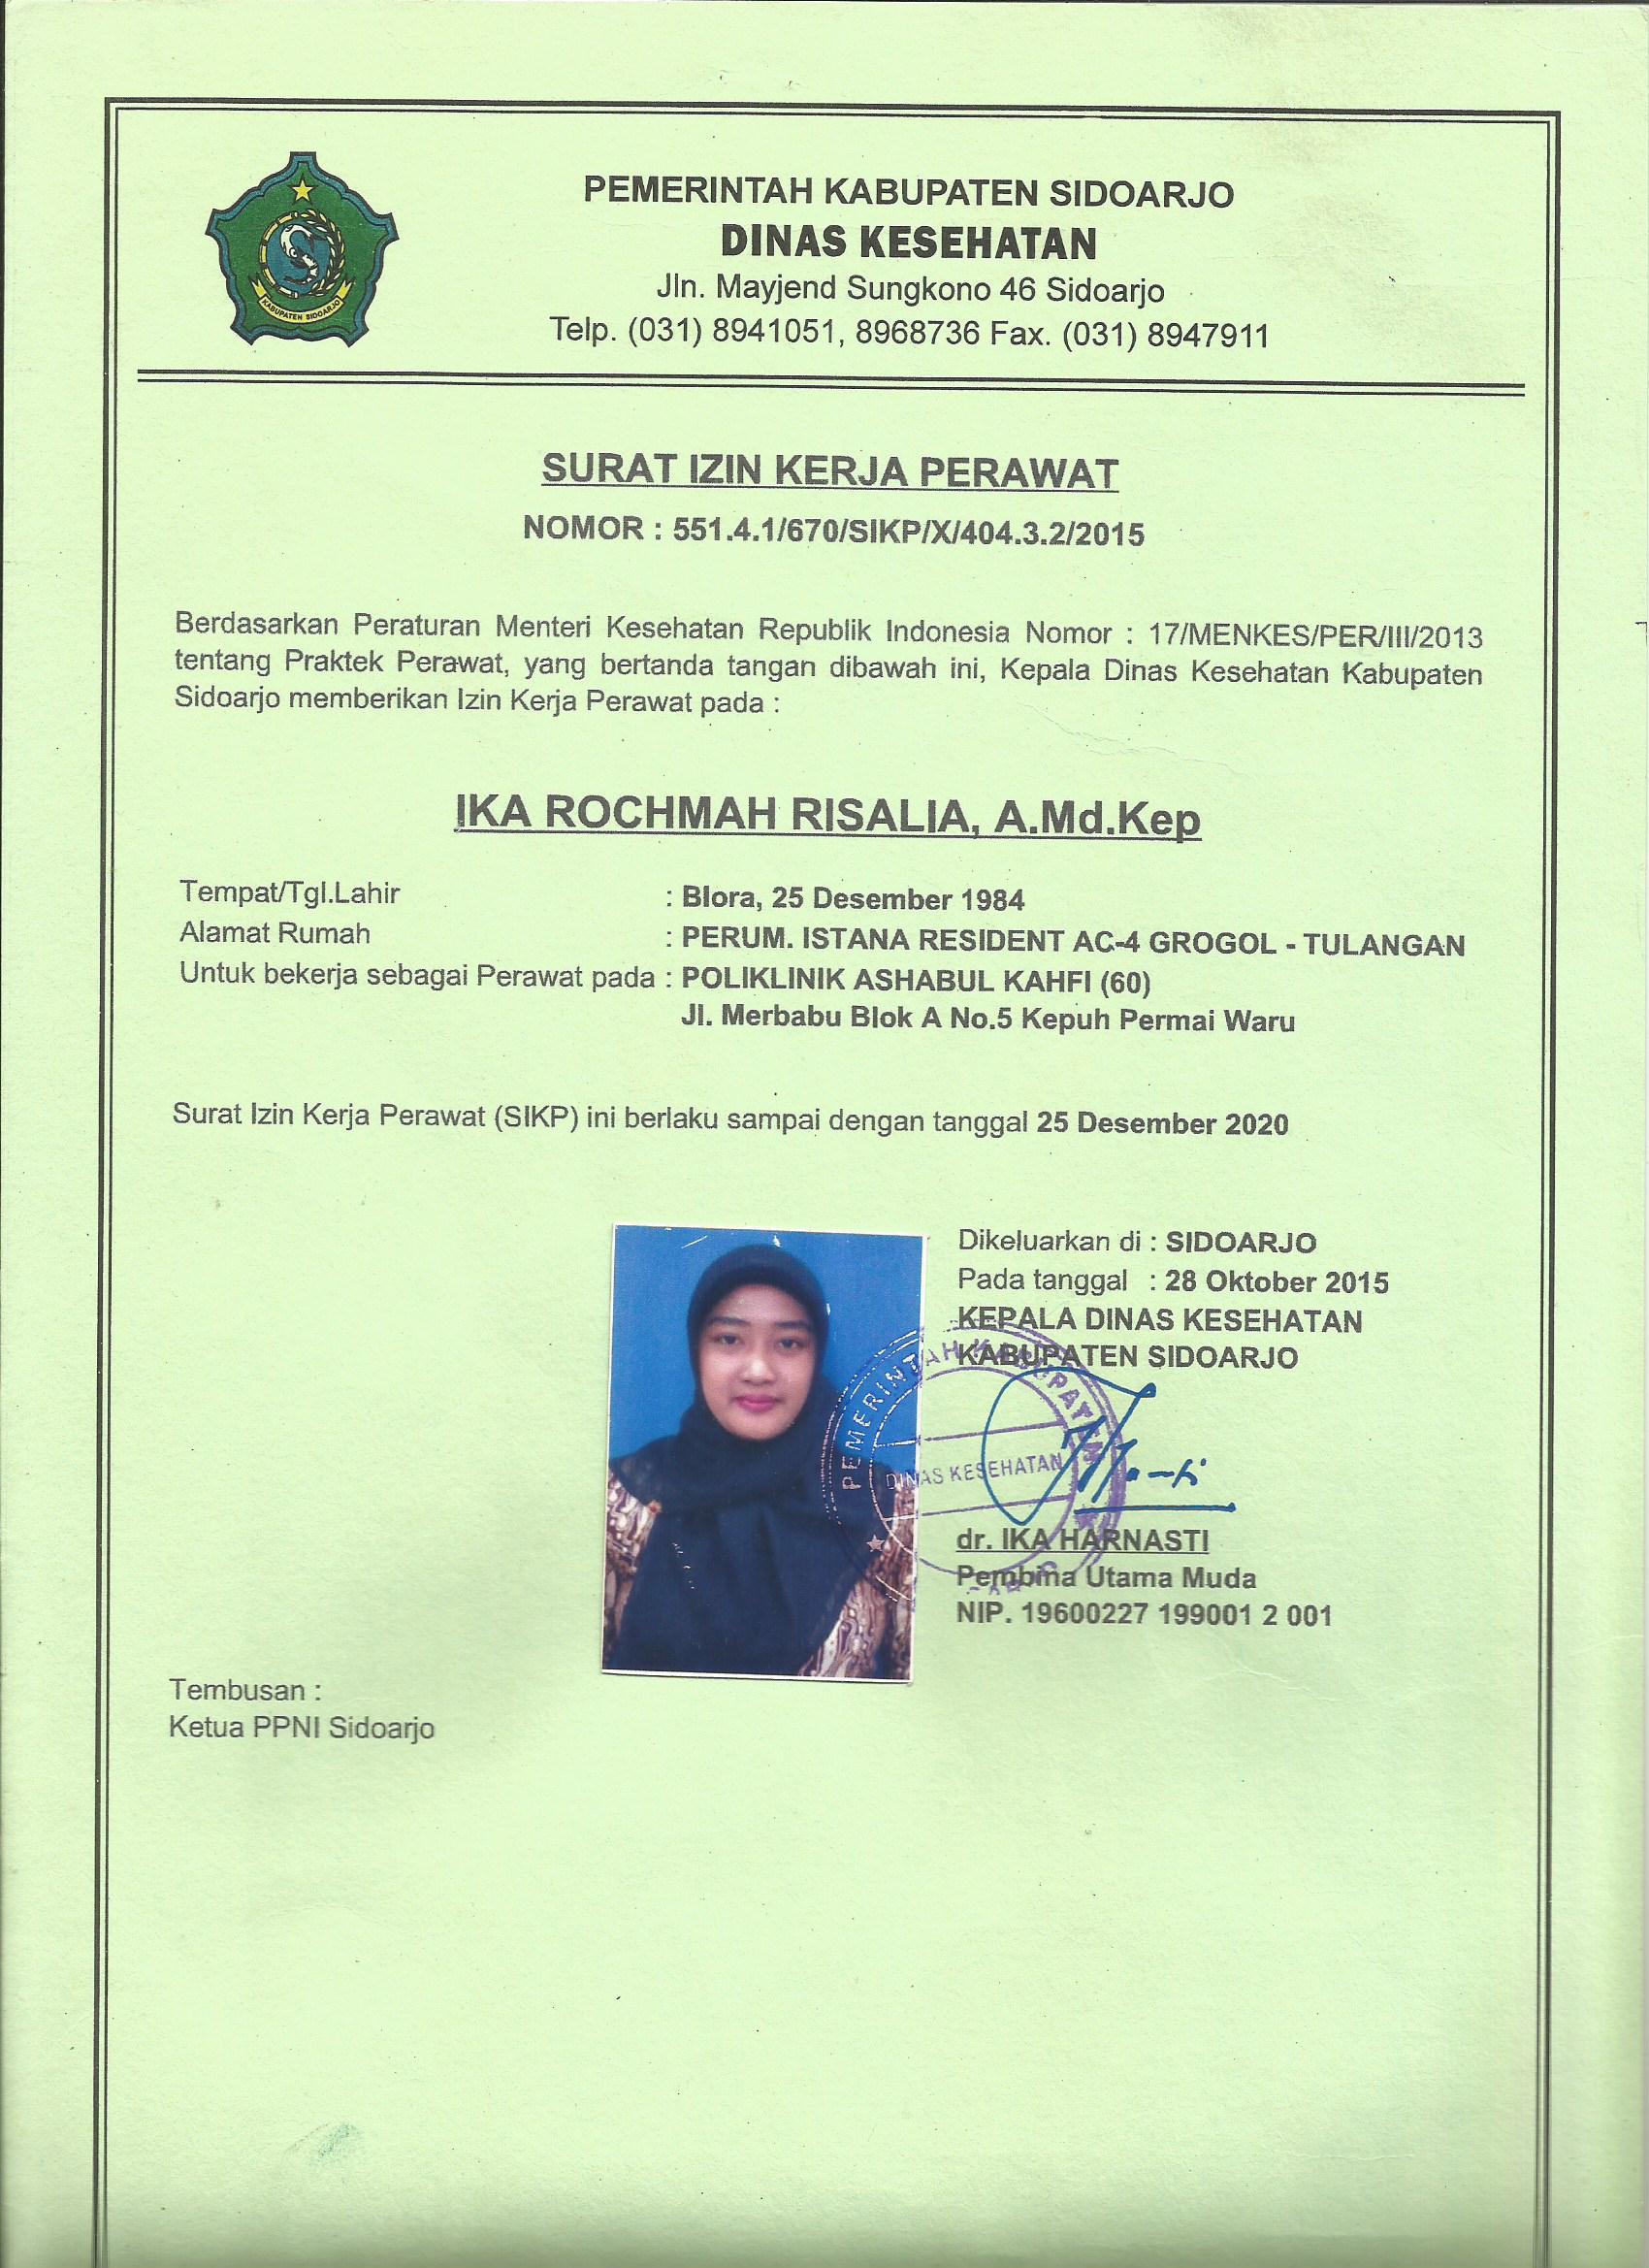 KABUPATEN SIDOARJO
PEMERINTAH KABUPATEN SIDOARJO
DINAS KESEHATAN
Jln. Mayjend Sungkono 46 Sidoarjo
Telp. (031) 8941051, 8968736 Fax. (031) 8947911
SURAT IZIN KERJA PERAWAT
NOMOR : 551.4.1/670/SIKP/X/404.3.2/2015
Berdasarkan Peraturan Menteri Kesehatan Republik Indonesia Nomor : 17/MENKES/PER/III/2013
tentang Praktek Perawat, yang bertanda tangan dibawah ini, Kepala Dinas Kesehatan Kabupaten
Sidoarjo memberikan Izin Kerja Perawat pada :
IKA ROCHMAH RISALIA, A.Md.Kep
Tempat/Tgl.Lahir : Blora, 25 Desember 1984
Alamat Rumah : PERUM. ISTANA RESIDENT AC-4 GROGOL - TULANGAN
Untuk bekerja sebagai Perawat pada : POLIKLINIK ASHABUL KAHFI (60)
Jl. Merbabu Blok A No.5 Kepuh Permai Waru
Surat Izin Kerja Perawat (SIKP) ini berlaku sampai dengan tanggal 25 Desember 2020
Dikeluarkan di : SIDOARJO
Pada tanggal : 28 Oktober 2015
KEPALA DINAS KESEHATAN
KABUPATEN SIDOARJO
PEMERINTAH KABUPATEN
DINAS KESEHATAN
dr. IKA HARNASTI
Pembina Utama Muda
NIP. 19600227 199001 2 001
Tembusan :
Ketua PPNI Sidoarjo